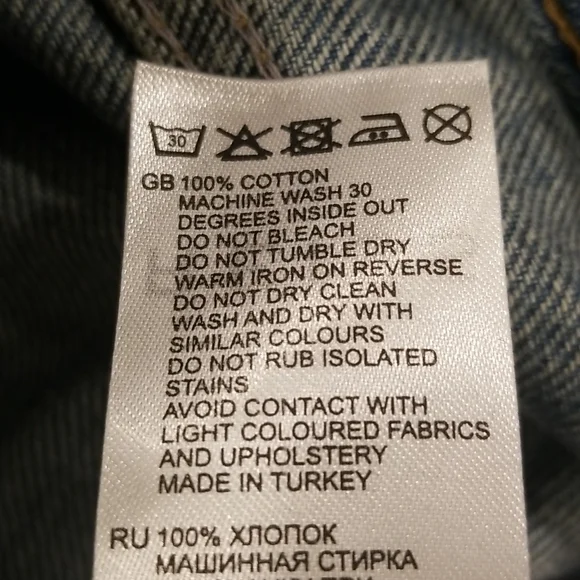 30
GB 100% COTTON
MACHINE WASH 30
DEGREES INSIDE OUT
DO NOT BLEACH
DO NOT TUMBLE DRY
WARM IRON ON REVERSE
DO NOT DRY CLEAN
WASH AND DRY WITH
SIMILAR COLOURS
DO NOT RUB ISOLATED
STAINS
AVOID CONTACT WITH
LIGHT COLOURED FABRICS
AND UPHOLSTERY
MADE IN TURKEY
RU 100% ХЛОПОК
МАШИННАЯ СТИРКА